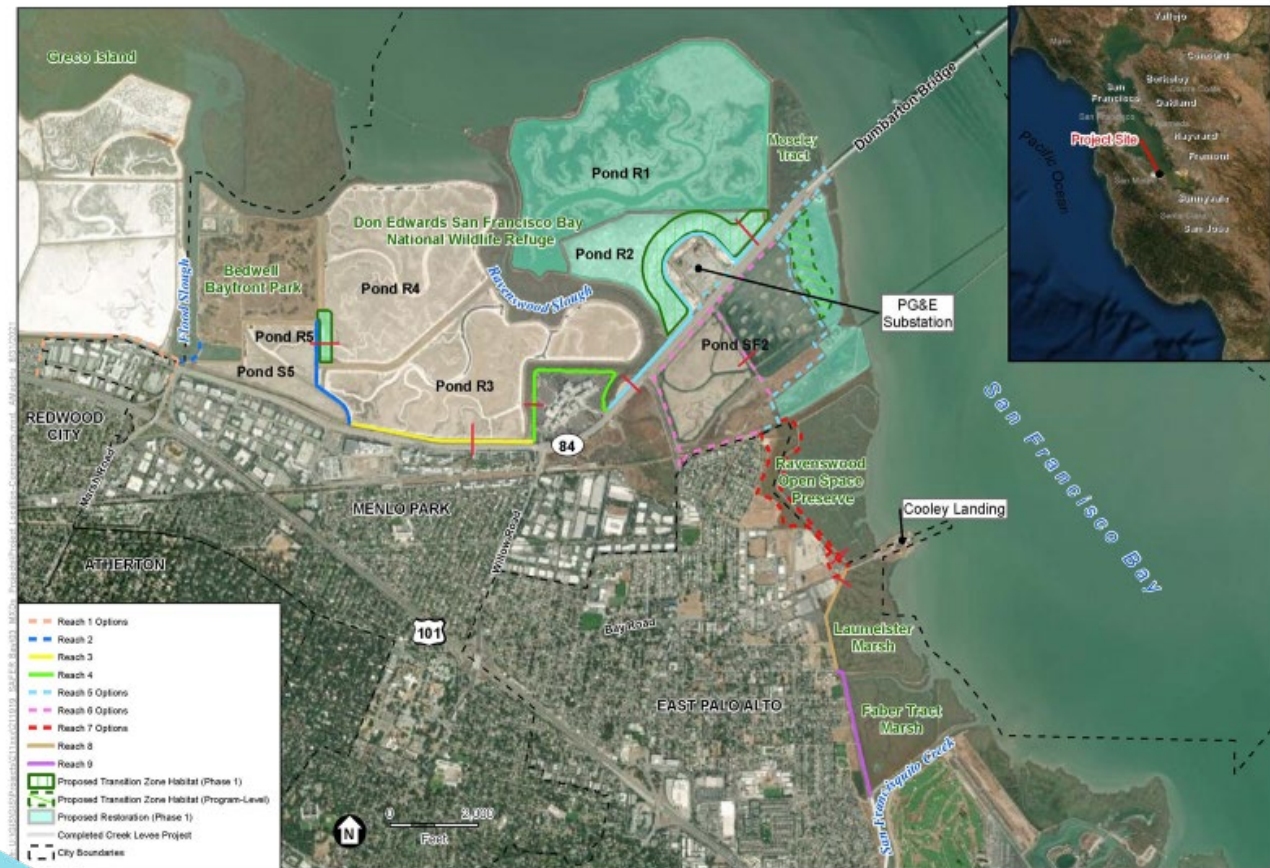 Greco Island
Dumbarton Bridge
Moseley
Tract
Pond R1
Don Edwards San Francisco Bay
National Wildlife Refuge
Pond R2
Bedwell
Bayfront Park
Flood Slough
Pond R4
Ravenswood Slough
PG&E
Substation
Pond R5
Pond S5
Pond R3
Pond SF2
REDWOOD
CITY
Marsh Road
84
MENLO PARK
Willow Road
ATHERTON
Ravenswood
Open Space
Preserve
Cooley Landing
San Francisco Bay
101
Bay Road
Laumeister
Marsh
EAST PALO ALTO
Faber Tract
Marsh
San Francisquito Creek
Reach 1 Options
Reach 2
Reach 3
Reach 4
Reach 5 Options
Reach 6 Options
Reach 7 Options
Reach 8
Reach 9
Proposed Transition Zone Habitat (Phase 1)
Proposed Transition Zone Habitat (Program-Level)
Proposed Restoration (Phase 1)
Completed Creek Levee Project
City Boundaries
N
0 2,000
Feet
Vallejo
Concord
Berkeley
San
Francisco
Oakland
Hayward
Project Site
Fremont
Pacific Ocean
Sunnyvale
San Jose